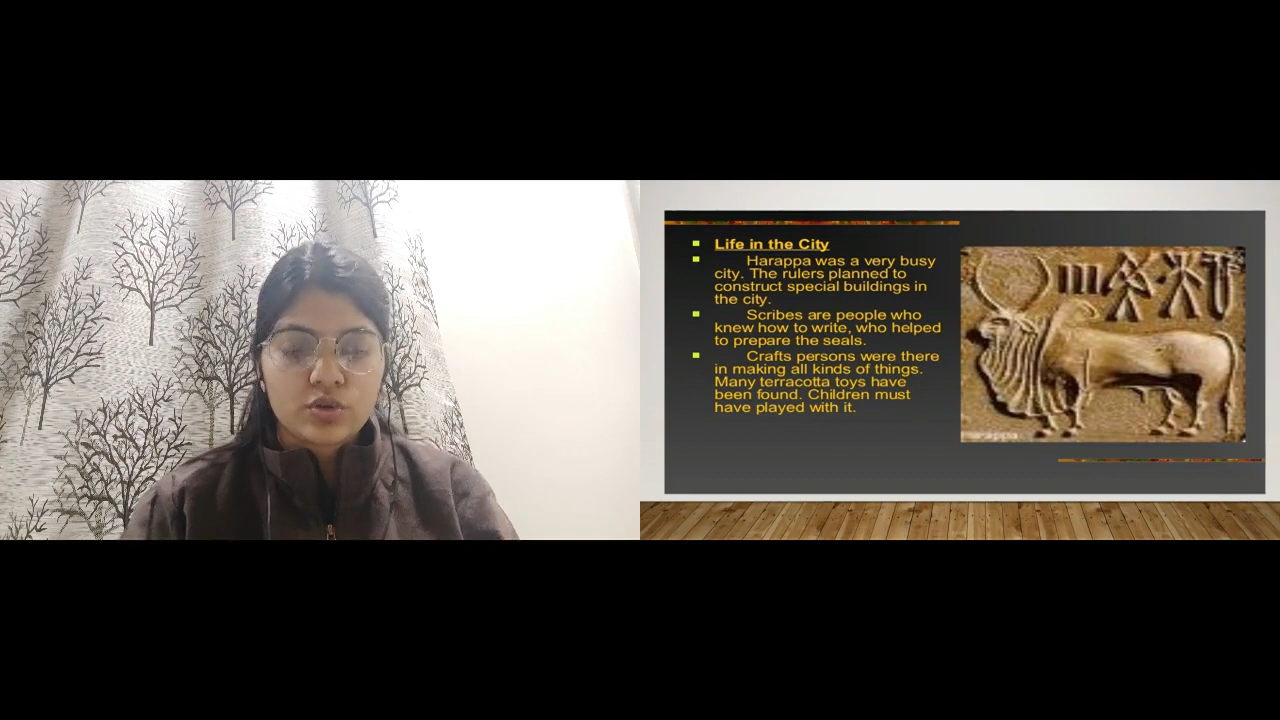 Life in the City
Harappa was a very busy
city. The rulers planned to
construct special buildings in
the city.
Scribes are people who
knew how to write, who helped
to prepare the seals.
Crafts persons were there
in making all kinds of things.
Many terracotta toys have
been found. Children must
have played with it.
harappa